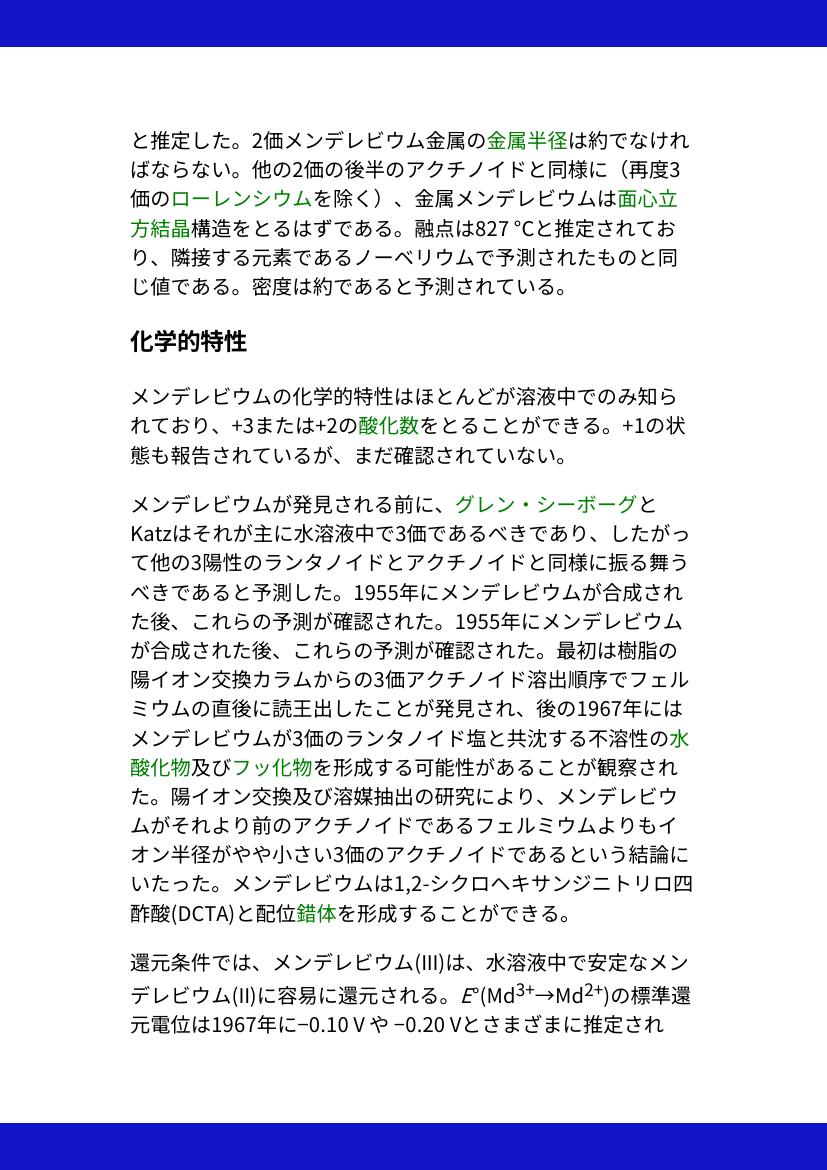 と推定した。2価メンデレビウム金属の金属半径は約でなけれ
ばならない。他の2価の後半のアクチノイドと同様に（再度3
価のローレンシウムを除く）、金属メンデレビウムは面心立
方結晶構造をとるはずである。融点は827 °Cと推定されてお
り、隣接する元素であるノーベリウムで予測されたものと同
じ値である。密度は約であると予測されている。
化学的特性
メンデレビウムの化学的特性はほとんどが溶液中でのみ知ら
れており、+3または+2の酸化数をとることができる。+1の状
態も報告されているが、まだ確認されていない。
メンデレビウムが発見される前に、グレン・シーボーグと
Katzはそれが主に水溶液中で3価であるべきであり、したがっ
て他の3陽性のランタノイドとアクチノイドと同様に振る舞う
べきであると予測した。1955年にメンデレビウムが合成され
た後、これらの予測が確認された。1955年にメンデレビウム
が合成された後、これらの予測が確認された。最初は樹脂の
陽イオン交換カラムからの3価アクチノイド溶出順序でフェル
ミウムの直後に読王出したことが発見され、後の1967年には
メンデレビウムが3価のランタノイド塩と共沈する不溶性の水
酸化物及びフッ化物を形成する可能性があることが観察され
た。陽イオン交換及び溶媒抽出の研究により、メンデレビウ
ムがそれより前のアクチノイドであるフェルミウムよりもイ
オン半径がやや小さい3価のアクチノイドであるという結論に
いたった。メンデレビウムは1,2-シクロヘキサンジニトリロ四
酢酸(DCTA)と配位錯体を形成することができる。
還元条件では、メンデレビウム(III)は、水溶液中で安定なメン
デレビウム(II)に容易に還元される。E°(Md3+→Md2+)の標準還
元電位は1967年に−0.10 V や −0.20 Vとさまざまに推定され